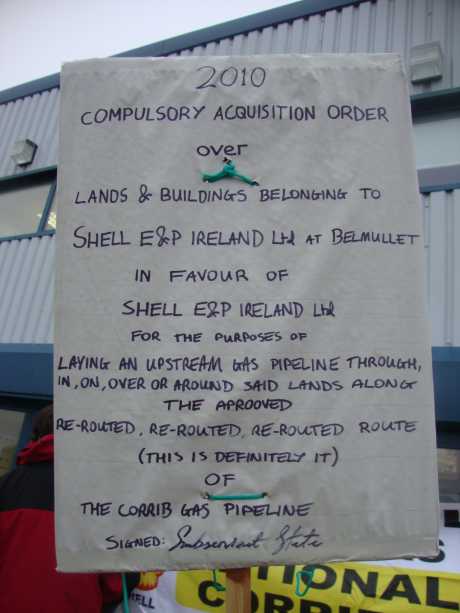 2010
COMPULSORY ACQUISITION ORDER
over
LANDS & BUILDINGS BELONGING TO
SHELL E&P IRELAND Ltd AT BELMULLET
IN FAVOUR OF
SHELL E&P IRELAND Ltd
FOR THE PURPOSES OF
LAYING AN UPSTREAM GAS PIPELINE THROUGH,
IN, ON, OVER OR AROUND SAID LANDS ALONG
THE APROOVED
RE-ROUTED, RE-ROUTED, RE-ROUTED ROUTE
(THIS IS DEFINITELY IT)
OF
THE CORRIB GAS PIPELINE
SIGNED: Subservient State